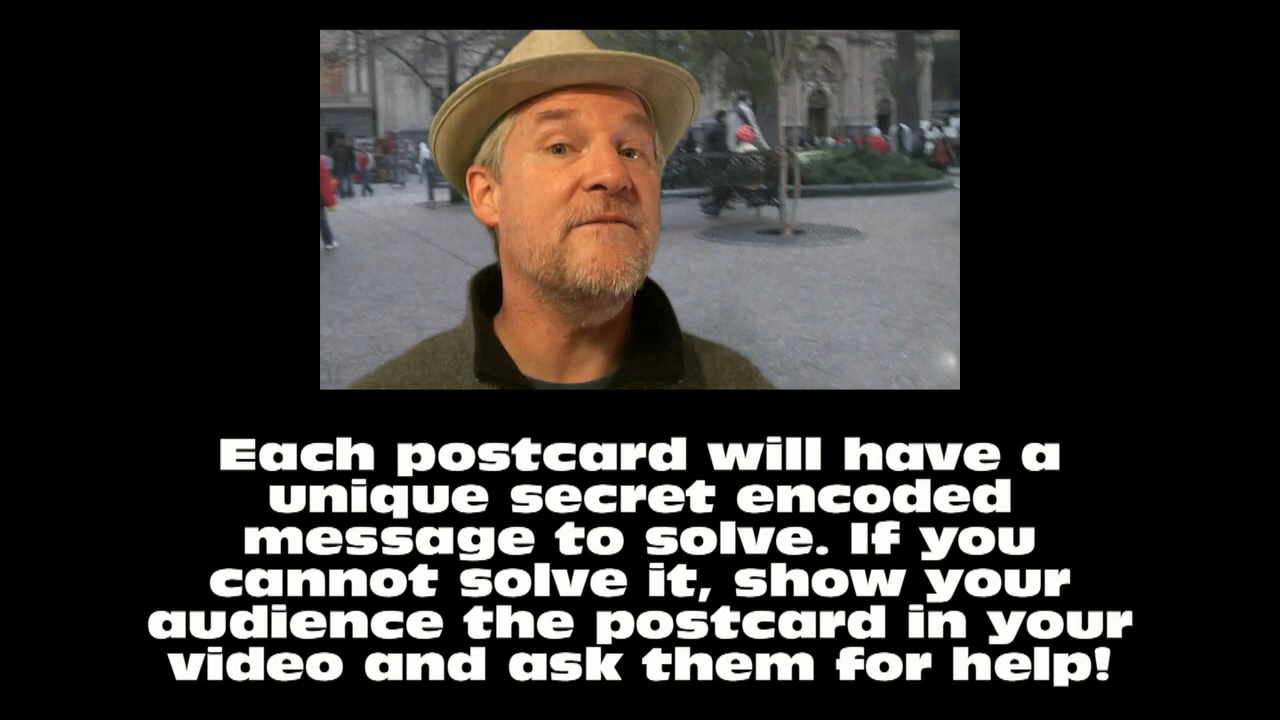 Each postcard will have a
unique secret encoded
message to solve. If you
cannot solve it, show your
audience the postcard in your
video and ask them for help!